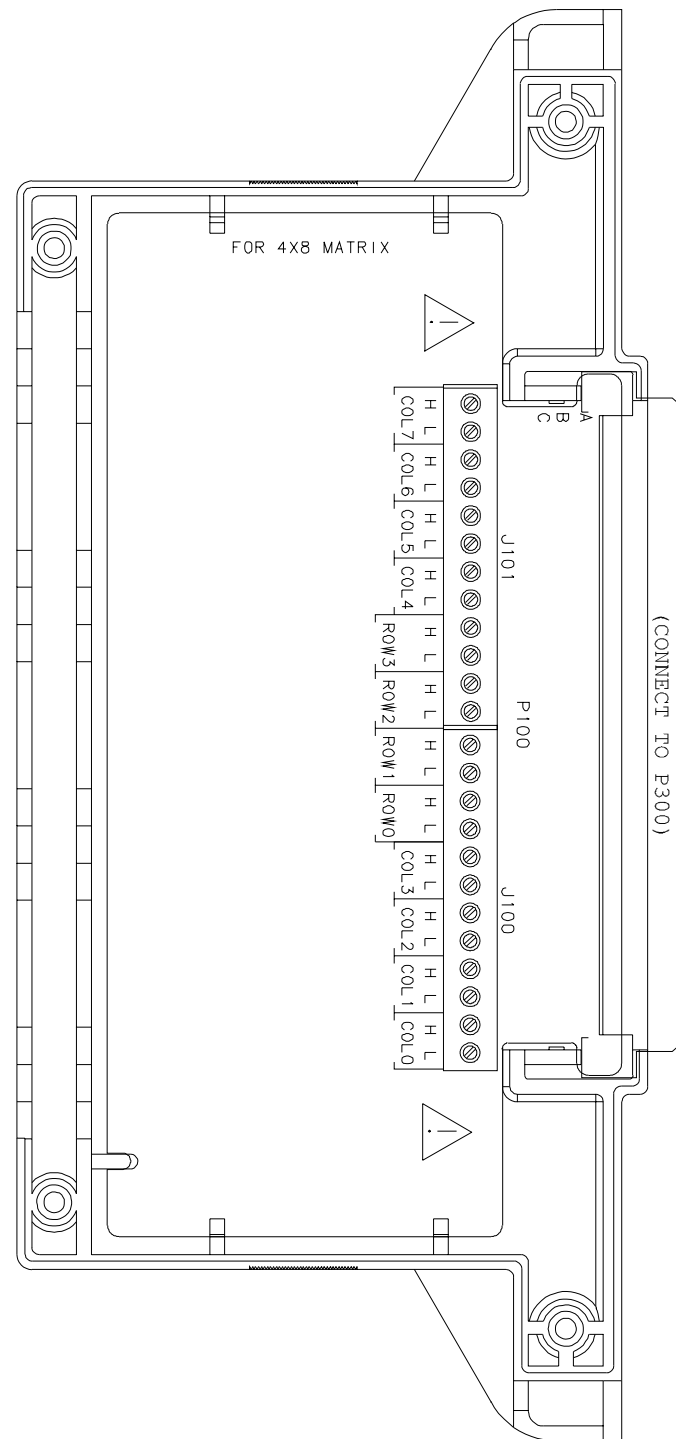 FOR 4X8 MATRIX
!
A
B
C
H
L
COL7
H
L
COL6
H
L
COL5
H
L
COL4
H
L
ROW3
H
L
ROW2
H
L
ROW1
H
L
ROW0
H
L
COL3
H
L
COL2
H
L
COL1
H
L
COL0
J101
P100
J100
(CONNECT TO P300)
!